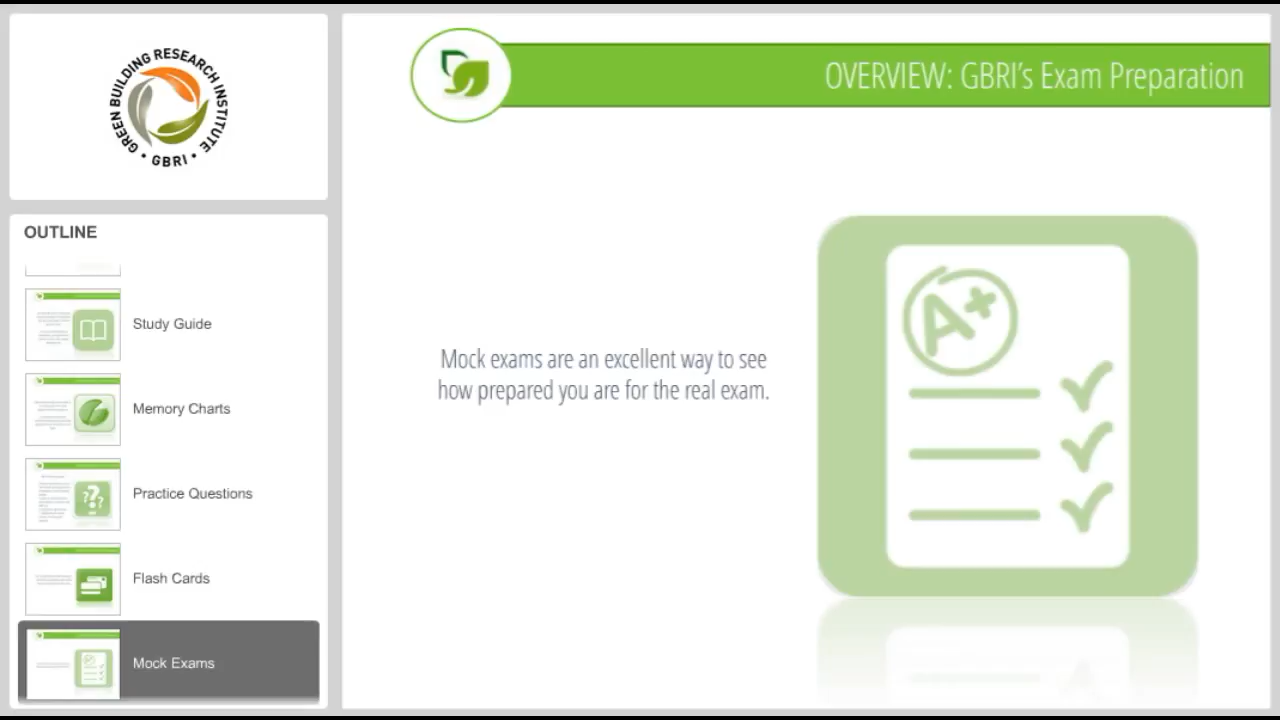 GREEN BUILDING RESEARCH INSTITUTE
• GBRI •
OUTLINE
Study Guide
Memory Charts
Practice Questions
Flash Cards
Mock Exams
OVERVIEW: GBRI's Exam Preparation
A+
Mock exams are an excellent way to see
how prepared you are for the real exam.